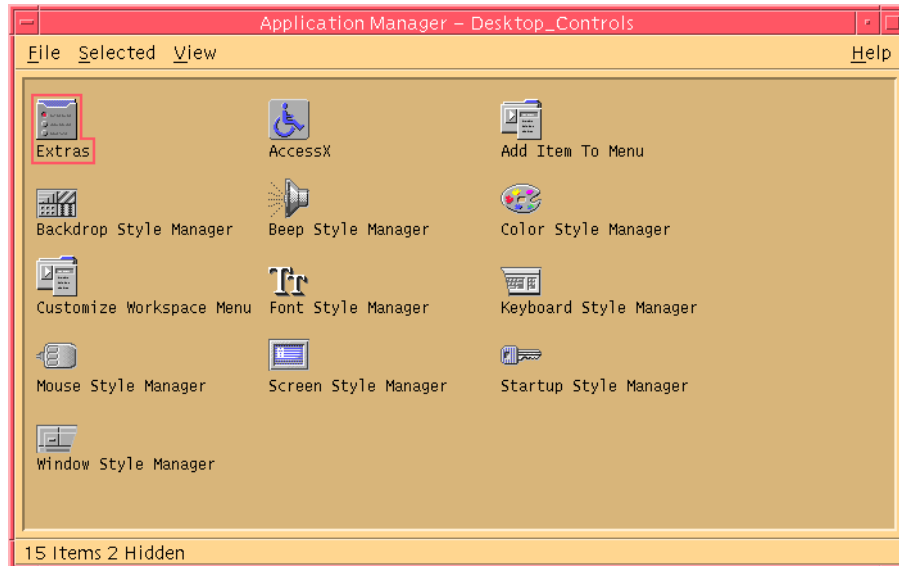 Application Manager – Desktop_Controls
File Selected View Help
Extras AccessX Add Item To Menu
Backdrop Style Manager Beep Style Manager Color Style Manager
Customize Workspace Menu Font Style Manager Keyboard Style Manager
Mouse Style Manager Screen Style Manager Startup Style Manager
Window Style Manager
15 Items 2 Hidden